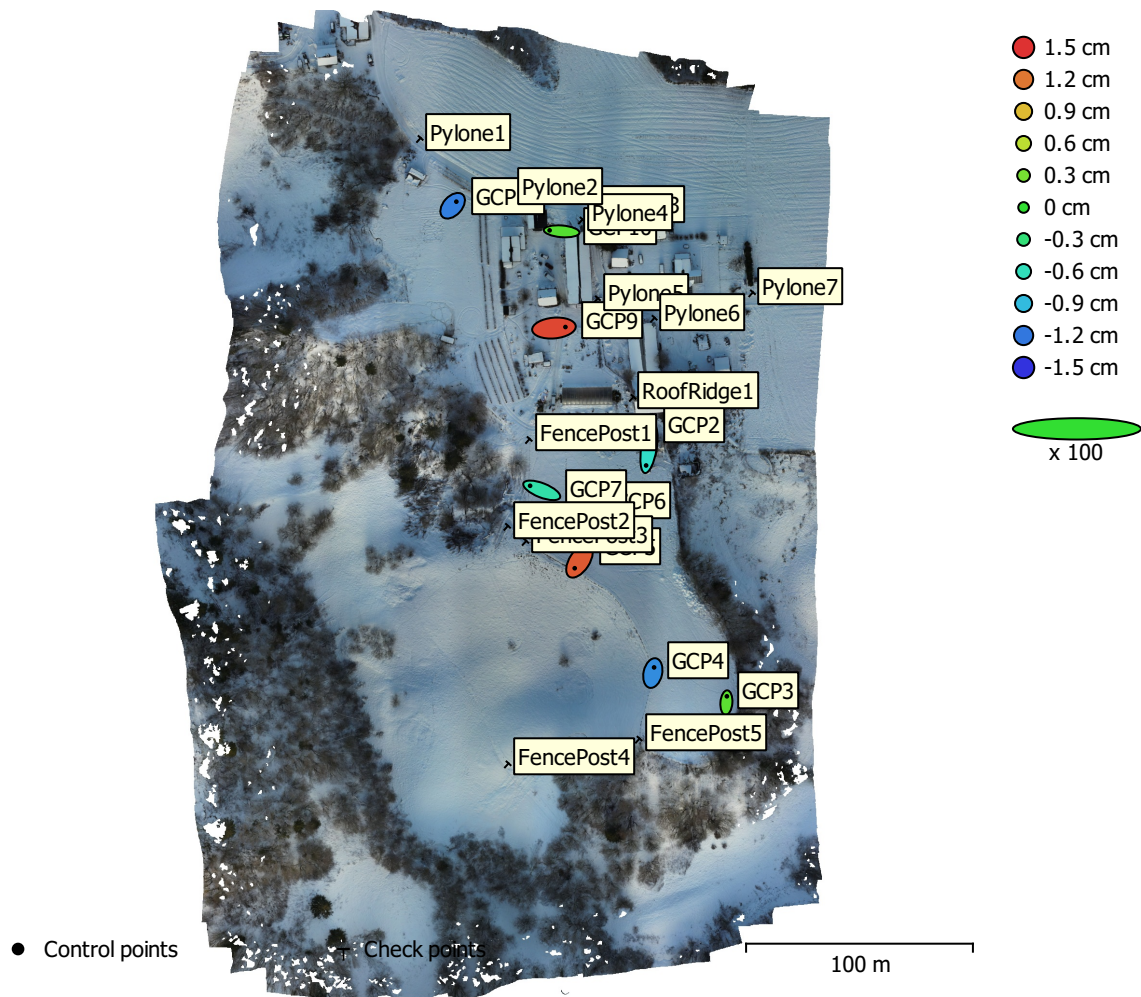 1.5 cm
1.2 cm
0.9 cm
0.6 cm
0.3 cm
0 cm
-0.3 cm
-0.6 cm
-0.9 cm
-1.2 cm
-1.5 cm
x 100
Pylone1
Pylone2
Pylone4
Pylone5
Pylone7
Pylone6
GCP9
RoofRidge1
GCP2
FencePost1
GCP7
FencePost2
GCP4
GCP3
FencePost5
FencePost4
Control points
Check points
100 m